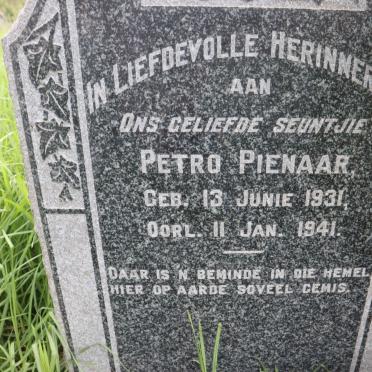 IN LIEFDEVOLLE HERINNER
AAN
ONS GELIEFDE SEUNTJIE
PETRO PIENAAR,
GEB. 13 JUNIE 1931,
OORL. 11 JAN. 1941.
DAAR IS N BEMINDE IN DIE HEMEL
HIER OP AARDE SOVEEL GEMIS.